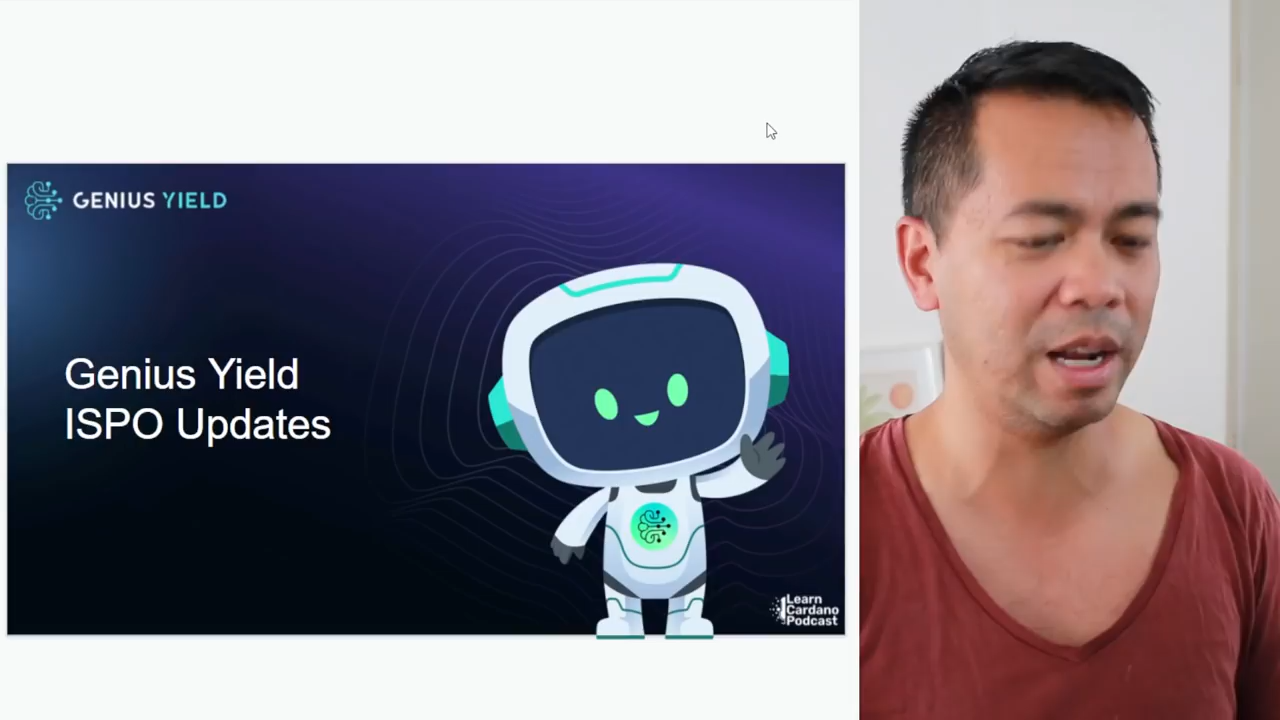 GENIUS YIELD
Genius Yield
ISPO Updates
Learn
Cardano
Podcast